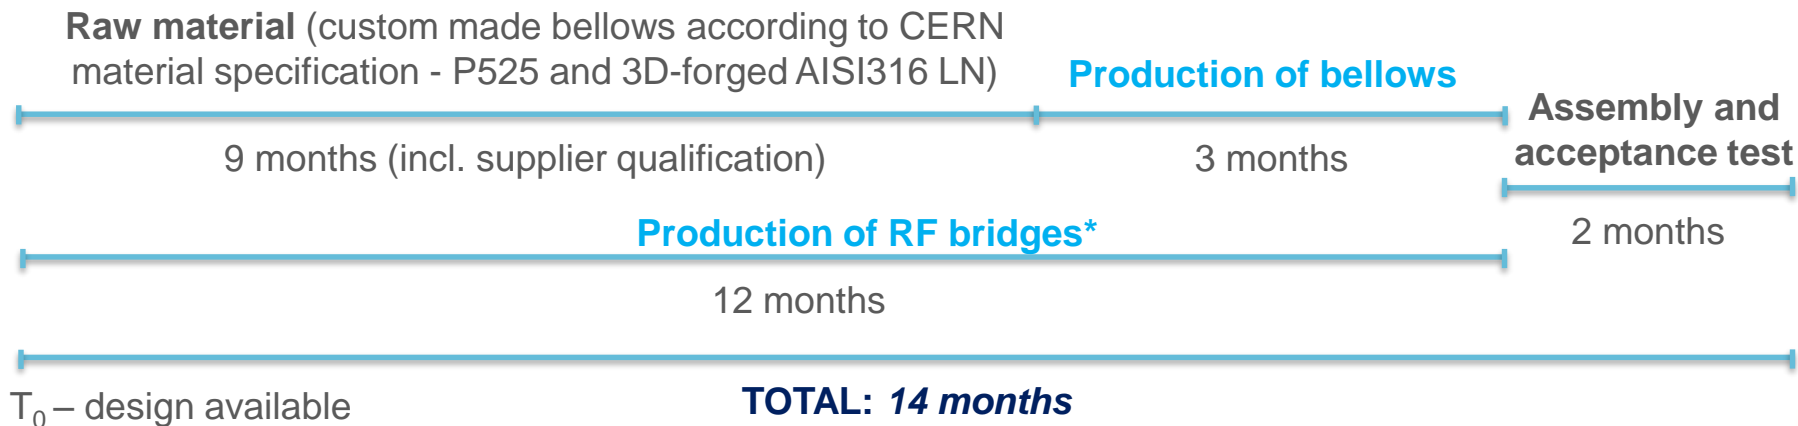 Raw material (custom made bellows according to CERN
material specification - P525 and 3D-forged AISI316 LN)
Production of bellows
Assembly and
acceptance test
9 months (incl. supplier qualification)
3 months
2 months
Production of RF bridges*
12 months
T0 – design available
TOTAL: 14 months